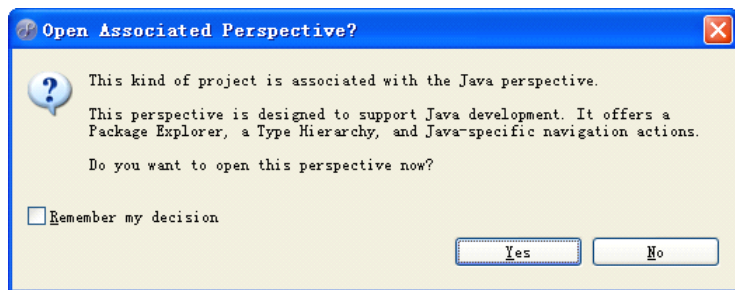 Open Associated Perspective?
This kind of project is associated with the Java perspective.
This perspective is designed to support Java development. It offers a
Package Explorer, a Type Hierarchy, and Java-specific navigation actions.
Do you want to open this perspective now?
Remember my decision
Yes No